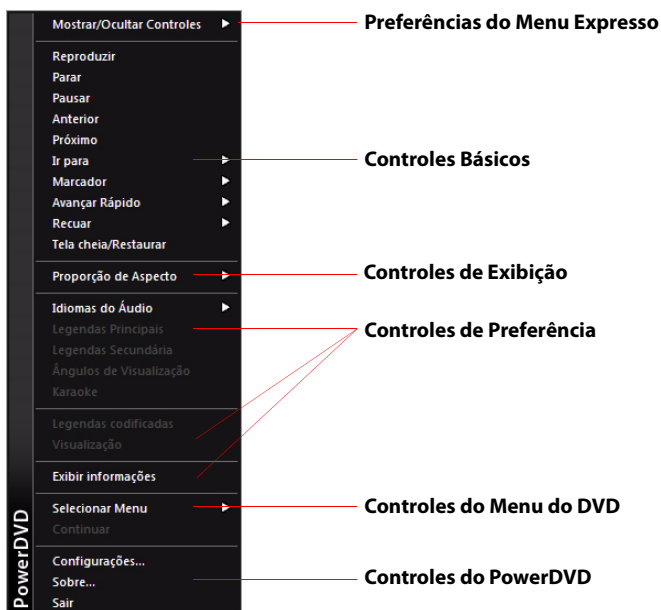 Mostrar/Ocultar Controles
Preferências do Menu Expresso
Reproduzir
Parar
Pausar
Anterior
Próximo
Ir para
Controles Básicos
Marcador
Avançar Rápido
Recuar
Tela cheia/Restaurar
Proporção de Aspecto
Controles de Exibição
Idiomas do Áudio
Legendas Principais
Controles de Preferência
Legendas Secundária
Ângulos de Visualização
Karaoke
Legendas codificadas
Visualização
Exibir informações
Selecionar Menu
Controles do Menu do DVD
Continuar
Configurações...
Sobre...
Controles do PowerDVD
Sair
PowerDVD